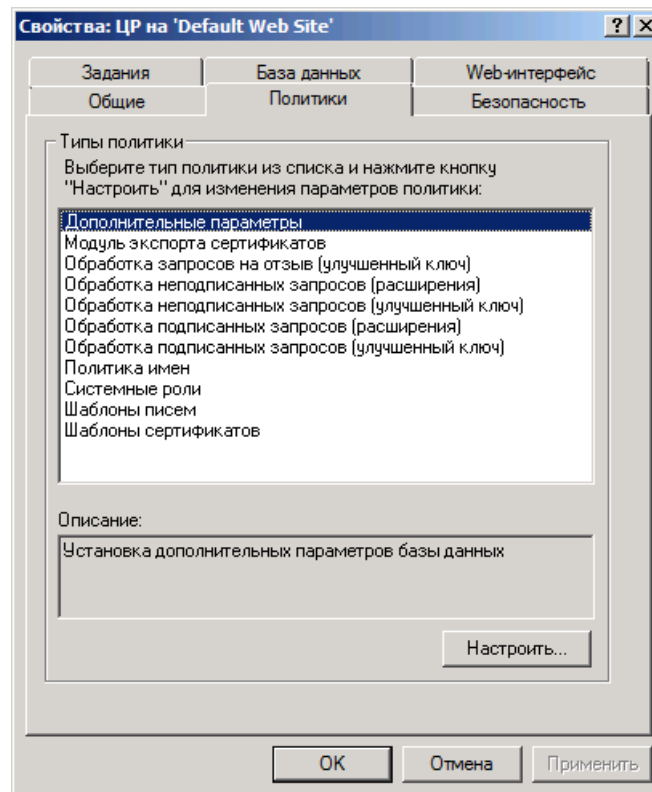 Свойства: ЦР на 'Default Web Site'
Задания
База данных
Web-интерфейс
Общие
Политики
Безопасность
Типы политики
Выберите тип политики из списка и нажмите кнопку
"Настроить" для изменения параметров политики:
Дополнительные параметры
Модуль экспорта сертификатов
Обработка запросов на отзыв (улучшенный ключ)
Обработка неподписанных запросов (расширения)
Обработка неподписанных запросов (улучшенный ключ)
Обработка подписанных запросов (расширения)
Обработка подписанных запросов (улучшенный ключ)
Политика имен
Системные роли
Шаблоны писем
Шаблоны сертификатов
Описание:
Установка дополнительных параметров базы данных
Настроить...
OK
Отмена
Применить